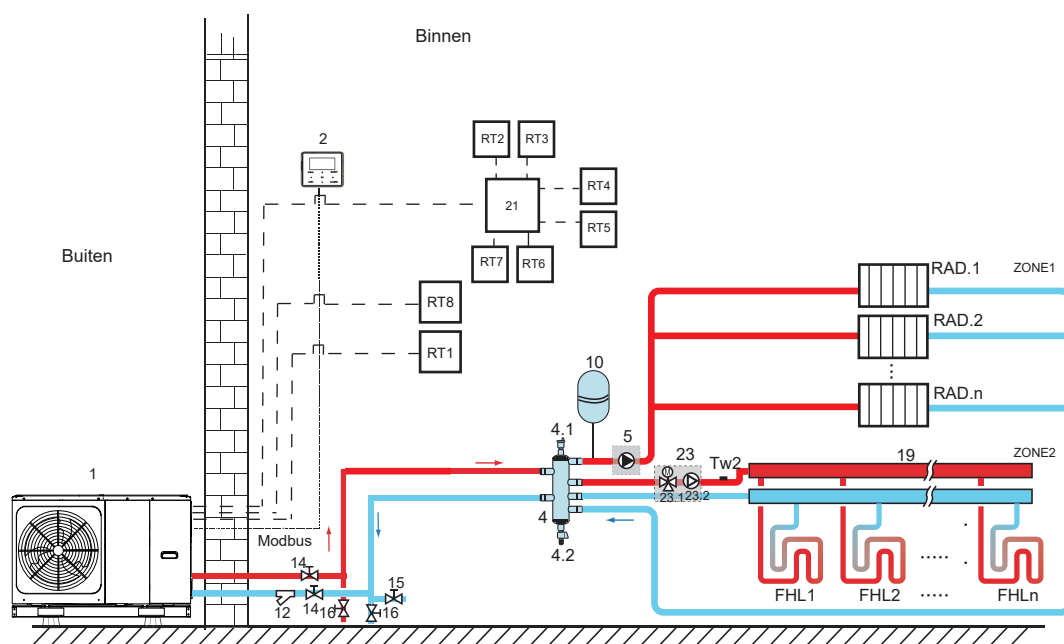 Binnen
Buiten
2
RT2
RT3
RT4
21
RT5
RT7
RT6
RT8
RT1
RAD.1
ZONE1
RAD.2
RAD.n
10
4.1
5
23
Tw2
19
ZONE2
M
23.1
23.2
4
4.2
1
Modbus
14
15
12
14
16
16
FHL1
FHL2
.....
FHLn